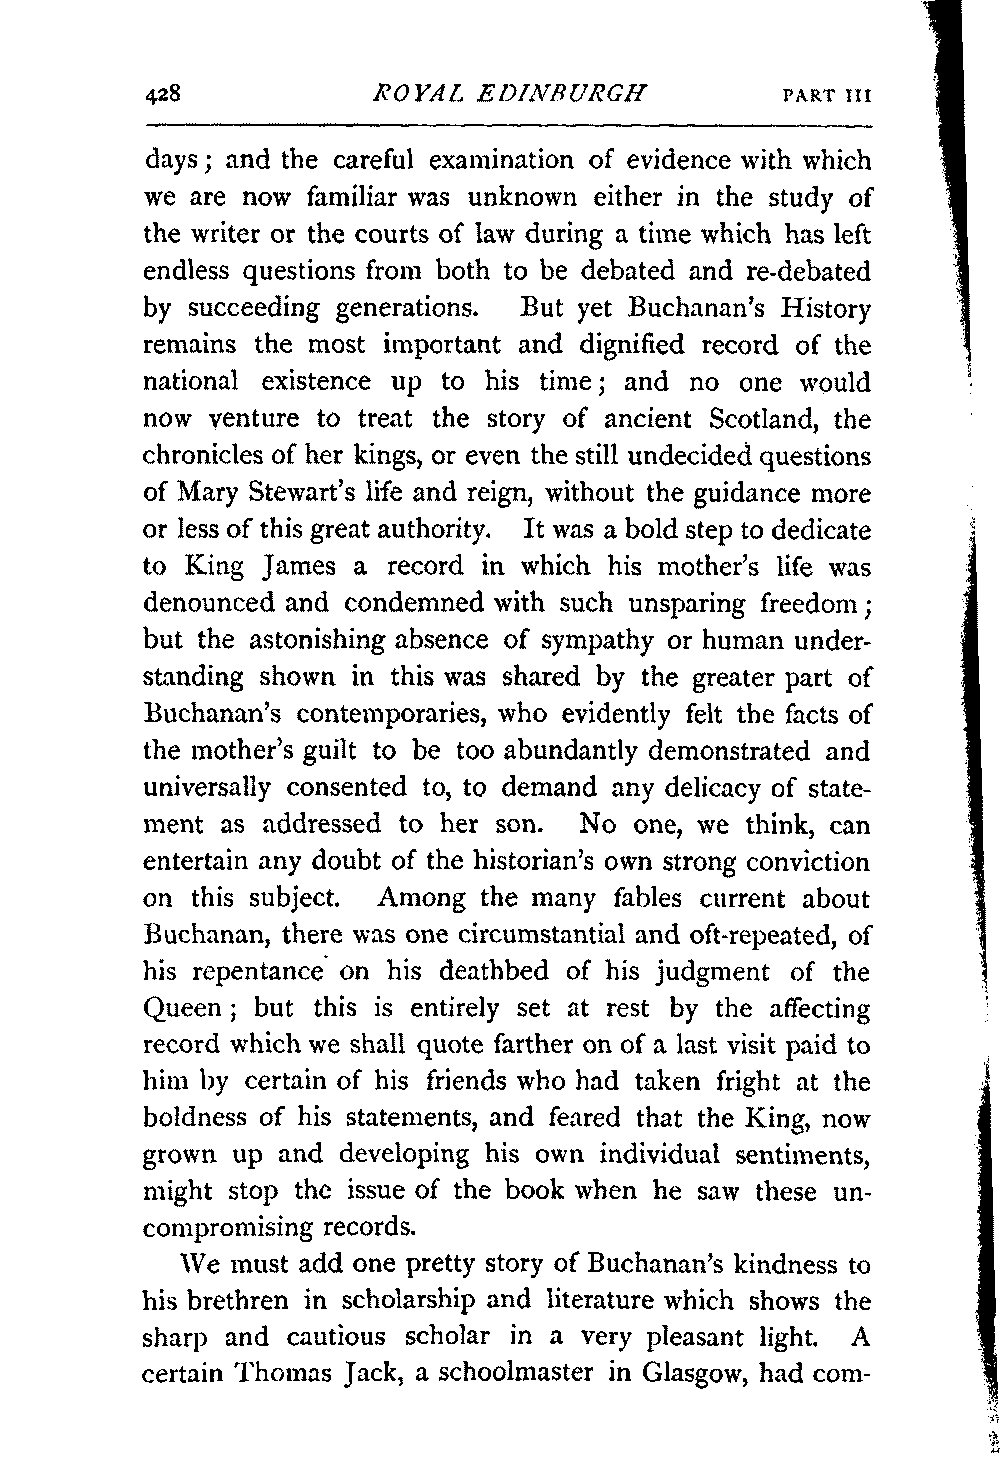 428 ROYAL EDINBURGH PART III
days; and the careful examination of evidence with which
we are now familiar was unknown either in the study of
the writer or the courts of law during a time which has left
endless questions from both to be debated and re-debated
by succeeding generations. But yet Buchanan's History
remains the most important and dignified record of the
national existence up to his time; and no one would
now venture to treat the story of ancient Scotland, the
chronicles of her kings, or even the still undecided questions
of Mary Stewart's life and reign, without the guidance more
or less of this great authority. It was a bold step to dedicate
to King James a record in which his mother's life was
denounced and condemned with such unsparing freedom;
but the astonishing absence of sympathy or human under-
standing shown in this was shared by the greater part of
Buchanan's contemporaries, who evidently felt the facts of
the mother's guilt to be too abundantly demonstrated and
universally consented to, to demand any delicacy of state-
ment as addressed to her son. No one, we think, can
entertain any doubt of the historian's own strong conviction
on this subject. Among the many fables current about
Buchanan, there was one circumstantial and oft-repeated, of
his repentance on his deathbed of his judgment of the
Queen; but this is entirely set at rest by the affecting
record which we shall quote farther on of a last visit paid to
him by certain of his friends who had taken fright at the
boldness of his statements, and feared that the King, now
grown up and developing his own individual sentiments,
might stop the issue of the book when he saw these un-
compromising records.
We must add one pretty story of Buchanan's kindness to
his brethren in scholarship and literature which shows the
sharp and cautious scholar in a very pleasant light. A
certain Thomas Jack, a schoolmaster in Glasgow, had com-